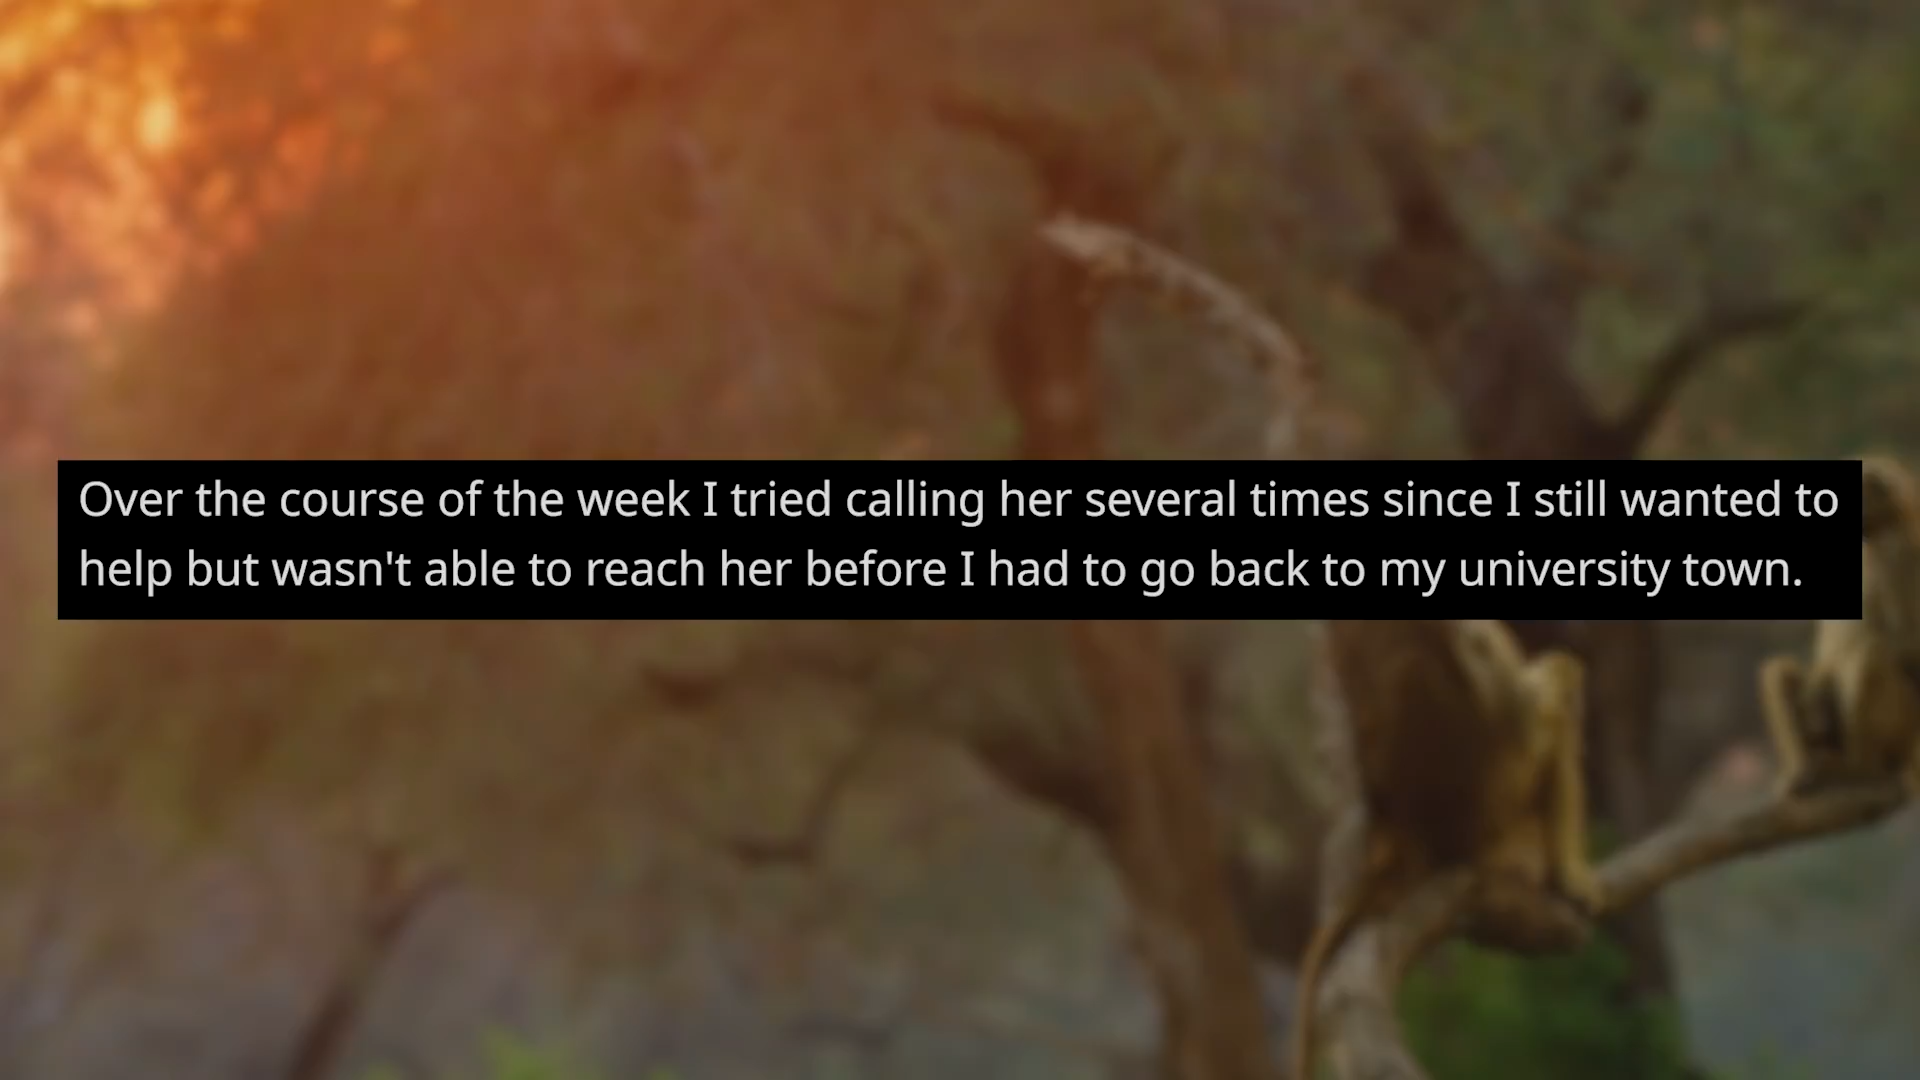 Over the course of the week I tried calling her several times since I still wanted to
help but wasn't able to reach her before I had to go back to my university town.